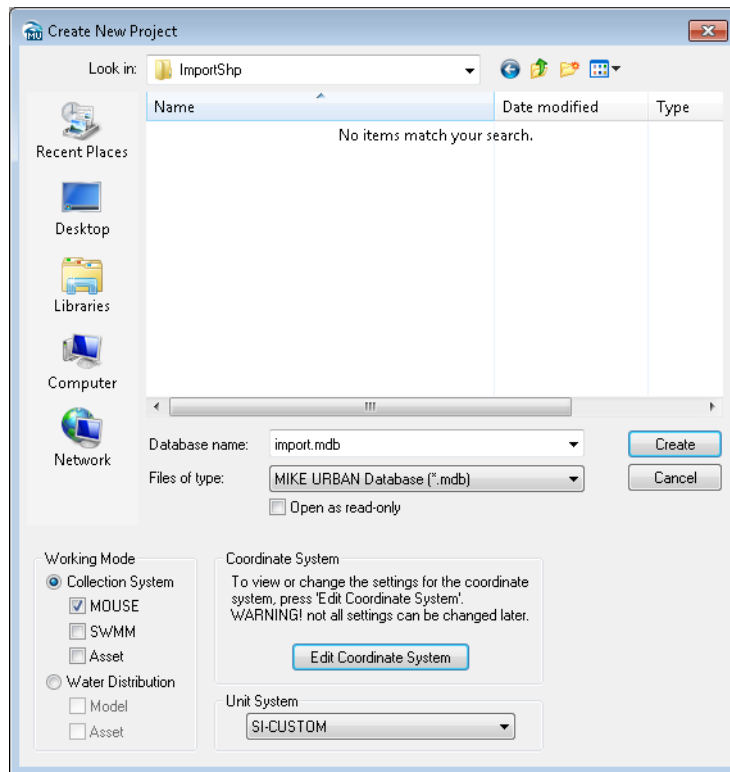 MU Create New Project
Look in: ImportShp
Name Date modified Type
No items match your search.
Recent Places
Desktop
Libraries
Computer
Network
Database name: import.mdb Create
Files of type: MIKE URBAN Database (*.mdb) Cancel
Open as read-only
Working Mode
Collection System
MOUSE
SWMM
Asset
Water Distribution
Model
Asset
Coordinate System
To view or change the settings for the coordinate
system, press 'Edit Coordinate System'.
WARNING! not all settings can be changed later.
Edit Coordinate System
Unit System
SI-CUSTOM